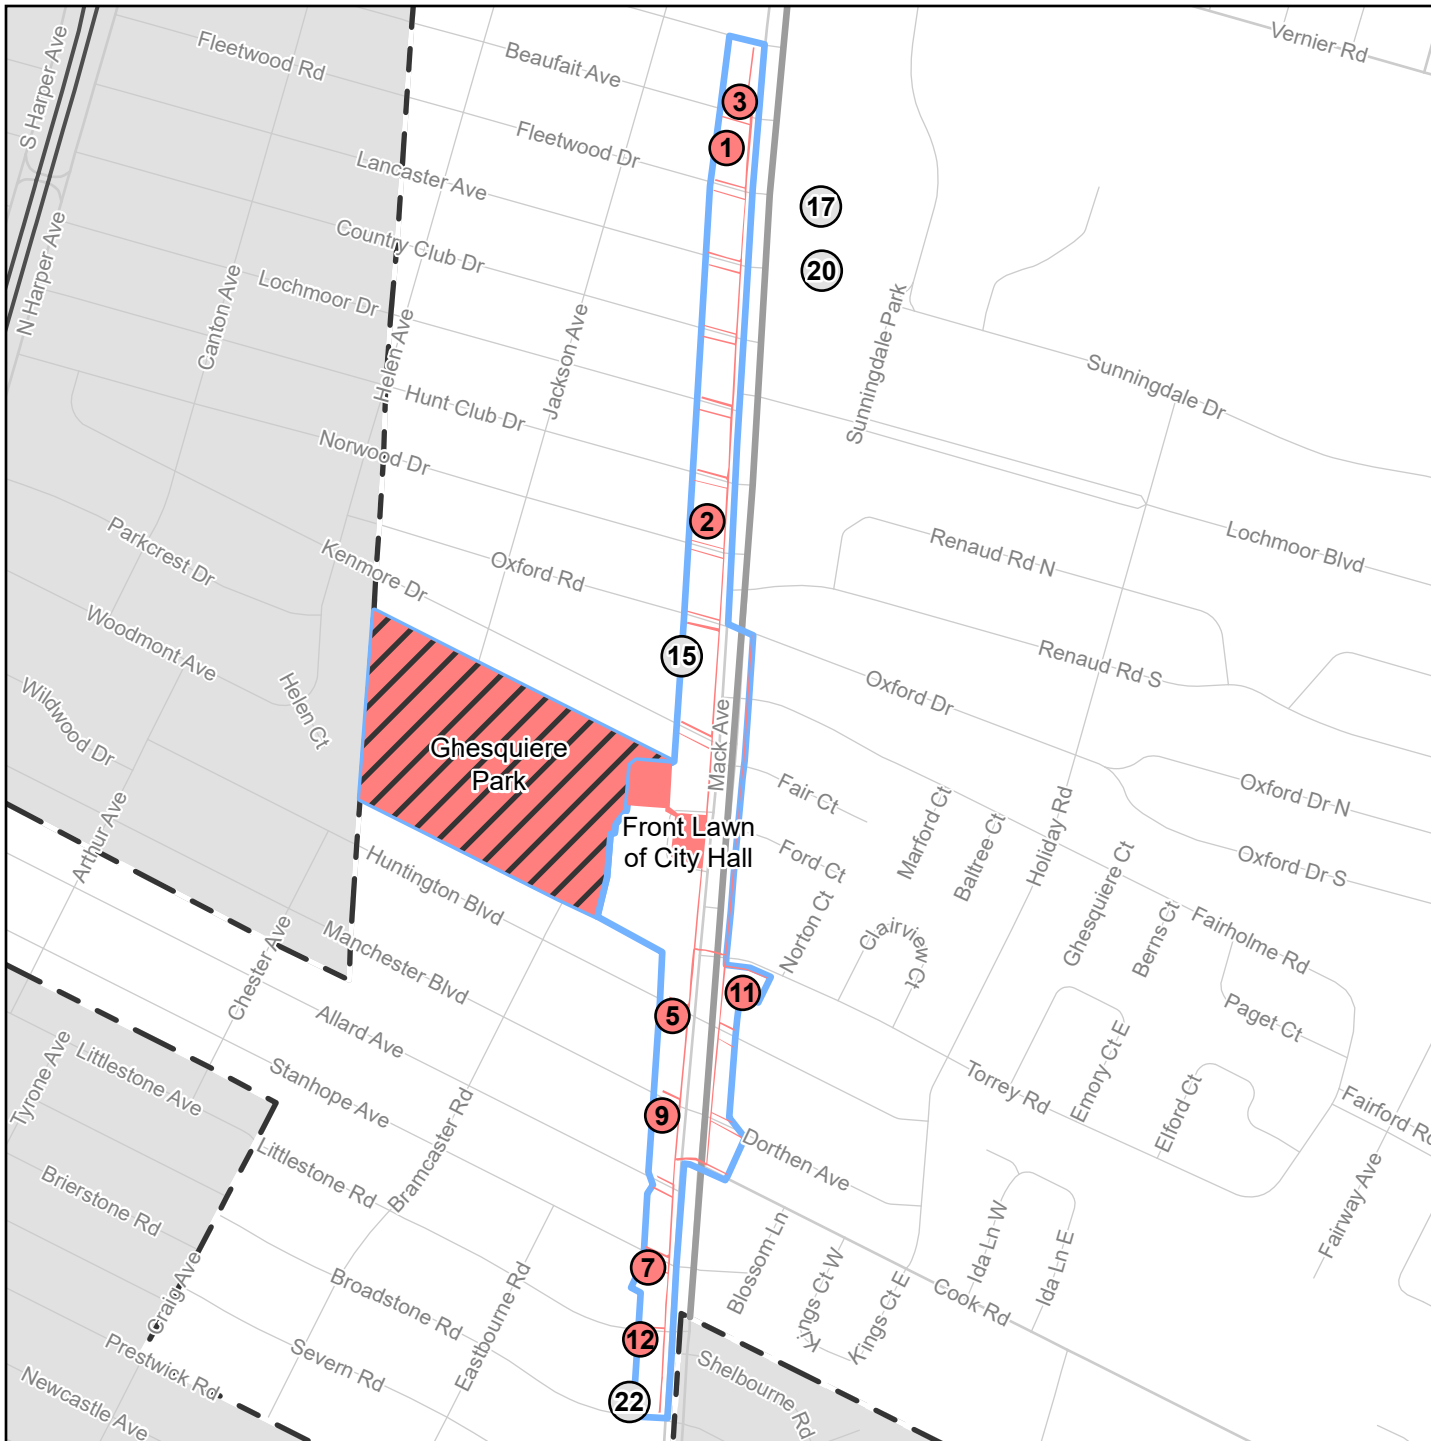 S Harper Ave
Fleetwood Rd
Beaufait Ave
Vernier Rd
3
Fleetwood Dr
1
Lancaster Ave
17
N Harper Ave
Country Club Dr
20
Canton Ave
Lochmoor Dr
Helen Ave
Jackson Ave
Sunningdale Park
Sunningdale Dr
Hunt Club Dr
Norwood Dr
2
Lochmoor Blvd
Parkcrest Dr
Kenmore Dr
Oxford Rd
Renaud Rd N
Woodmont Ave
15
Renaud Rd S
Wildwood Dr
Helen Ct
Oxford Dr
Ghesquiere
Park
Mack Ave
Fair Ct
Oxford Dr N
Arthur Ave
Front Lawn
of City Hall
Ford Ct
Marford Ct
Baltree Ct
Holiday Rd
Oxford Dr S
Huntington Blvd
Norton Ct
Clairview Ct
Ghesquiere Ct
Berns Ct
Fairholme Rd
Chester Ave
Manchester Blvd
11
5
Paget Ct
Allard Ave
Tyrone Ave
Littlestone Ave
Stanhope Ave
Torrey Rd
Emory Ct E
Elford Ct
Fairford Rd
9
Bramcaster Rd
Dorthen Ave
Brierstone Rd
Littlestone Rd
Fairway Ave
Ida Ln W
Ida Ln E
7
Blossom Ln
Kings Ct W
Kings Ct E
Cook Rd
Craig Ave
Broadstone Rd
Eastbourne Rd
12
Prestwick Rd
Severn Rd
Shelbourne Rd
22
Newcastle Ave